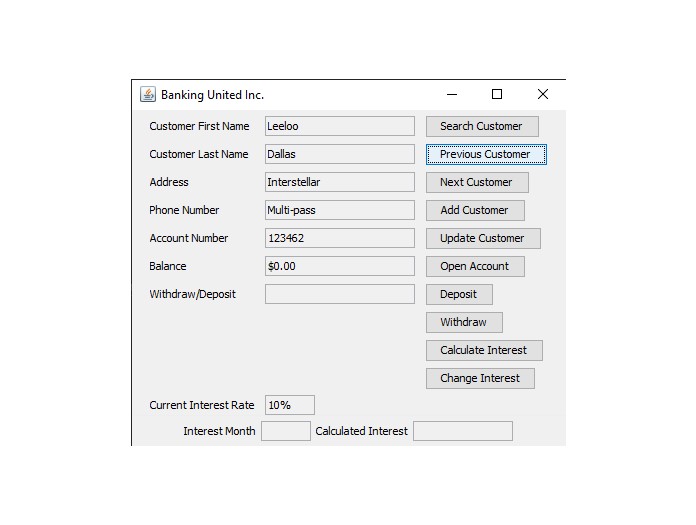 Banking United Inc.
Customer First Name Leeloo Search Customer
Customer Last Name Dallas Previous Customer
Address Interstellar Next Customer
Phone Number Multi-pass Add Customer
Account Number 123462 Update Customer
Balance $0.00 Open Account
Withdraw/Deposit Deposit
Withdraw
Calculate Interest
Change Interest
Current Interest Rate 10%
Interest Month Calculated Interest